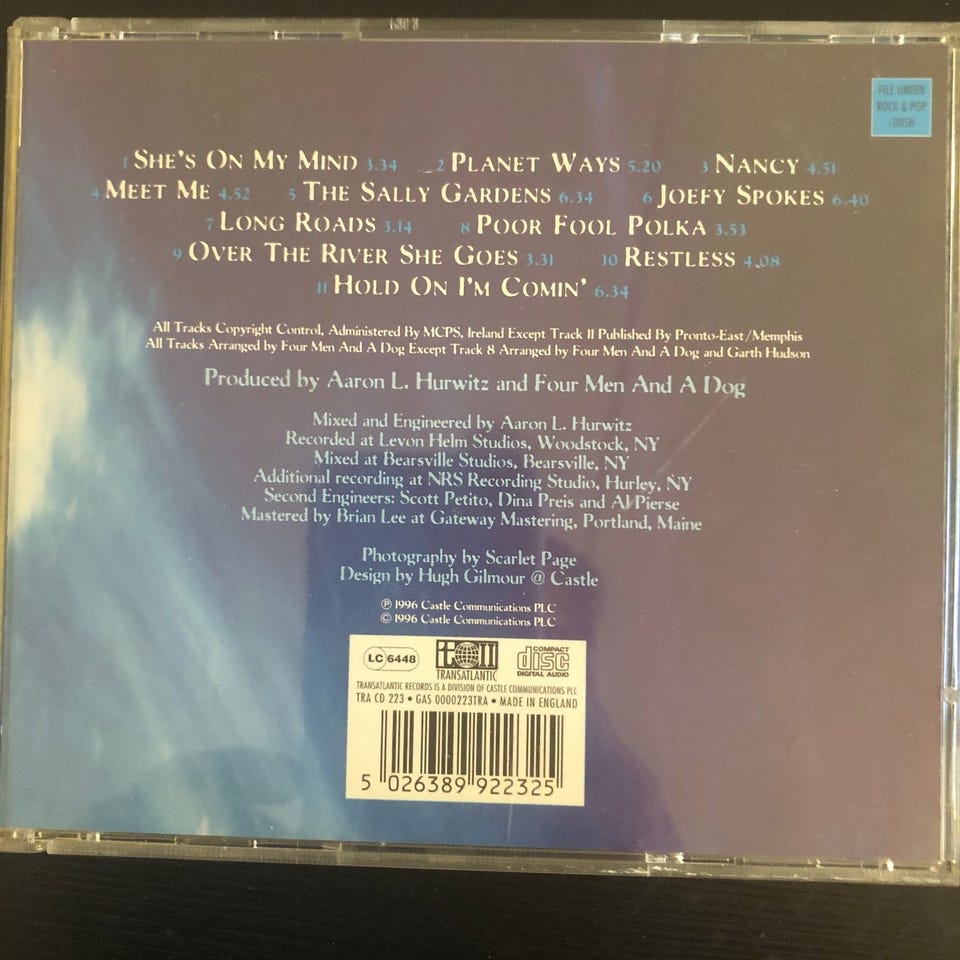 FILE UNDER
ROCK & POP
/IRISH
1 SHE'S ON MY MIND 3.34 2 PLANET WAYS 5.20 3 NANCY 4.51
4 MEET ME 4.52 5 THE SALLY GARDENS 6.34 6 JOEFY SPOKES 6.40
7 LONG ROADS 3.14 8 POOR FOOL POLKA 3.53
9 OVER THE RIVER SHE GOES 3.31 10 RESTLESS 4.08
11 HOLD ON I'M COMIN' 6.34
All Tracks Copyright Control, Administered By MCPS, Ireland Except Track 11 Published By Pronto-East/Memphis
All Tracks Arranged by Four Men And A Dog Except Track 8 Arranged by Four Men And A Dog and Garth Hudson
Produced by Aaron L. Hurwitz and Four Men And A Dog
Mixed and Engineered by Aaron L. Hurwitz
Recorded at Levon Helm Studios, Woodstock, NY
Mixed at Bearsville Studios, Bearsville, NY
Additional recording at NRS Recording Studio, Hurley, NY
Second Engineers: Scott Petito, Dina Preis and Al Pierse
Mastered by Brian Lee at Gateway Mastering, Portland, Maine
Photography by Scarlet Page
Design by Hugh Gilmour @ Castle
℗ 1996 Castle Communications PLC
© 1996 Castle Communications PLC
LC 6448
TRANSATLANTIC
COMPACT
disc
DIGITAL AUDIO
TRANSATLANTIC RECORDS IS A DIVISION OF CASTLE COMMUNICATIONS PLC
TRA CD 223 • GAS 0000223TRA • MADE IN ENGLAND
5 026389 922325